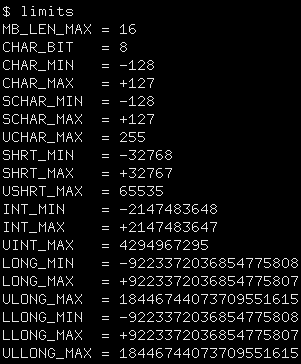 $ limits
MB_LEN_MAX = 16
CHAR_BIT   = 8
CHAR_MIN   = -128
CHAR_MAX   = +127
SCHAR_MIN  = -128
SCHAR_MAX  = +127
UCHAR_MAX  = 255
SHRT_MIN   = -32768
SHRT_MAX   = +32767
USHRT_MAX  = 65535
INT_MIN    = -2147483648
INT_MAX    = +2147483647
UINT_MAX   = 4294967295
LONG_MIN   = -9223372036854775808
LONG_MAX   = +9223372036854775807
ULONG_MAX  = 18446744073709551615
LLONG_MIN  = -9223372036854775808
LLONG_MAX  = +9223372036854775807
ULLONG_MAX = 18446744073709551615